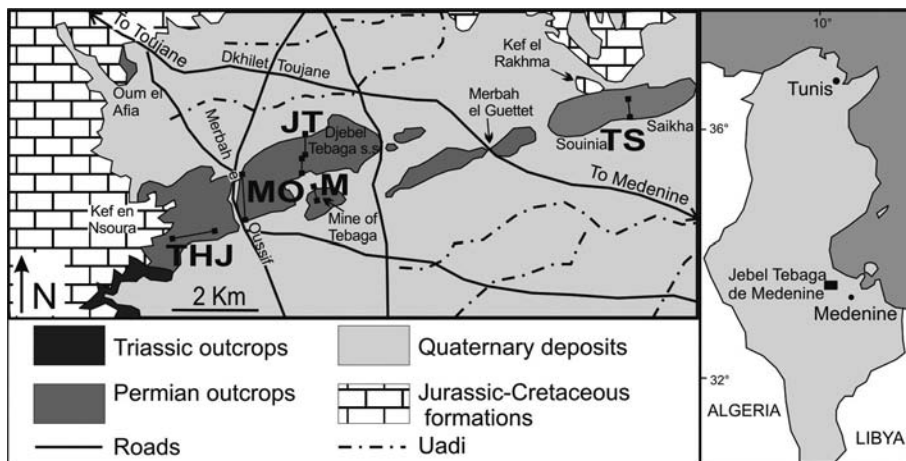 To Toujane
Dkhilet Toujane
Oum el
Afia
Merbah el
Oussif
Kef el
Rakhma
Merbah
el Guettet
JT
Djebel
Tebaga s.s.
TS
Souinia
Saikha
MO
M
Mine of
Tebaga
To Medenine
Kef en
Nsoura
THJ
N
2 Km
Triassic outcrops
Quaternary deposits
Permian outcrops
Jurassic-Cretaceous
formations
Roads
Uadi
10°
Tunis
36°
Jebel Tebaga
de Medenine
Medenine
32°
ALGERIA
LIBYA